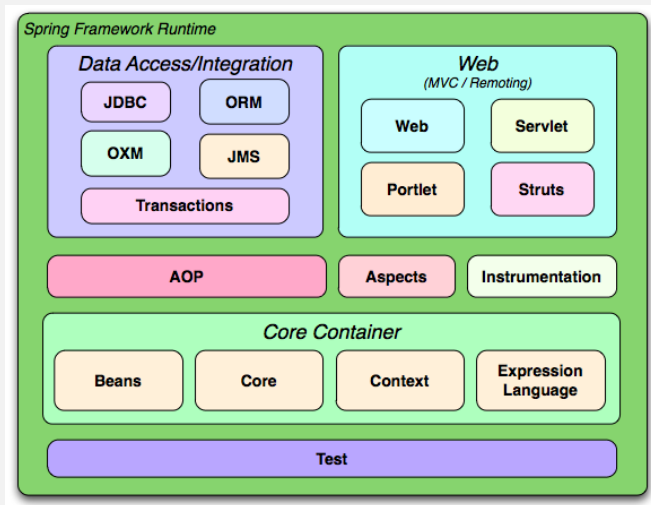 Spring Framework Runtime
Data Access/Integration
JDBC
ORM
OXM
JMS
Transactions
Web
(MVC / Remoting)
Web
Servlet
Portlet
Struts
AOP
Aspects
Instrumentation
Core Container
Beans
Core
Context
Expression
Language
Test